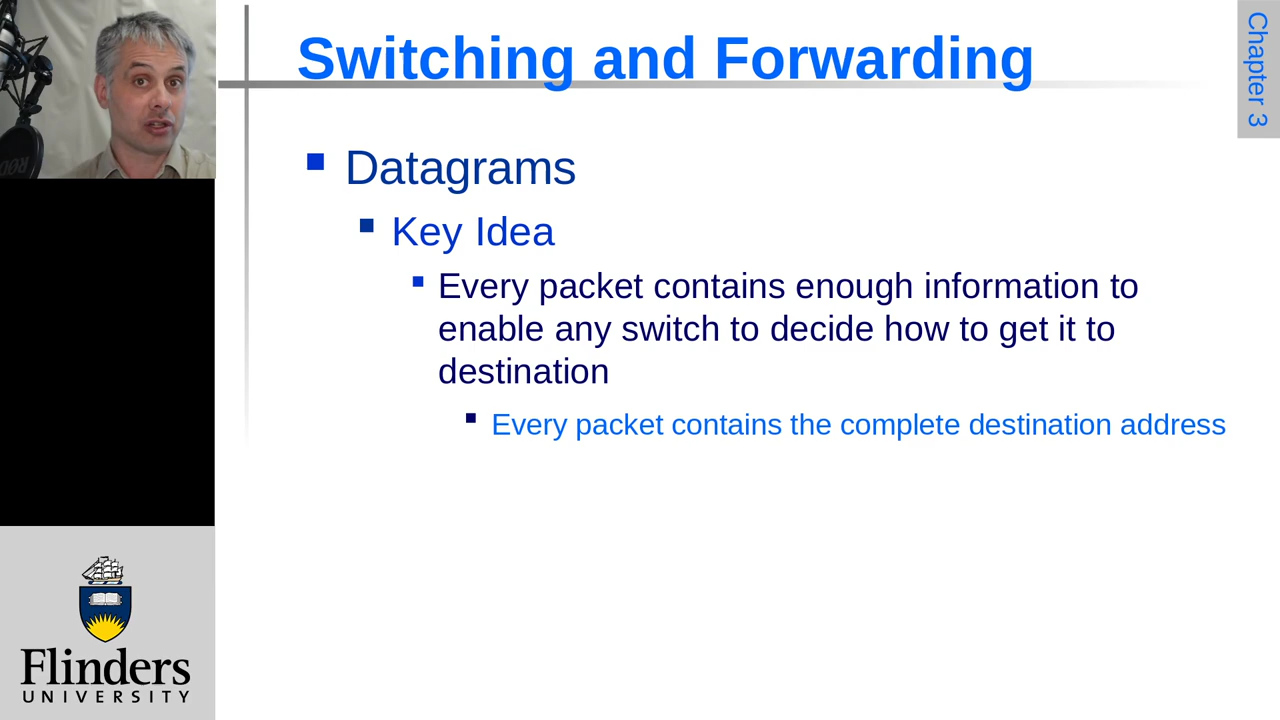 Switching and Forwarding
Chapter 3
Datagrams
Key Idea
Every packet contains enough information to
enable any switch to decide how to get it to
destination
Every packet contains the complete destination address
RØDE
Flinders
UNIVERSITY